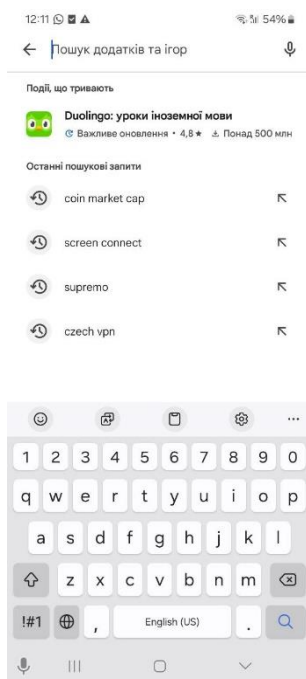 12:11 54%
Пошук додатків та ігор
Події, що тривають
Duolingo: уроки іноземної мови
Важливе оновлення • 4,8 ★ Понад 500 млн
Останні пошукові запити
coin market cap
screen connect
supremo
czech vpn
1 2 3 4 5 6 7 8 9 0
q w e r t y u i o p
a s d f g h j k l
z x c v b n m
!#1 , English (US) .